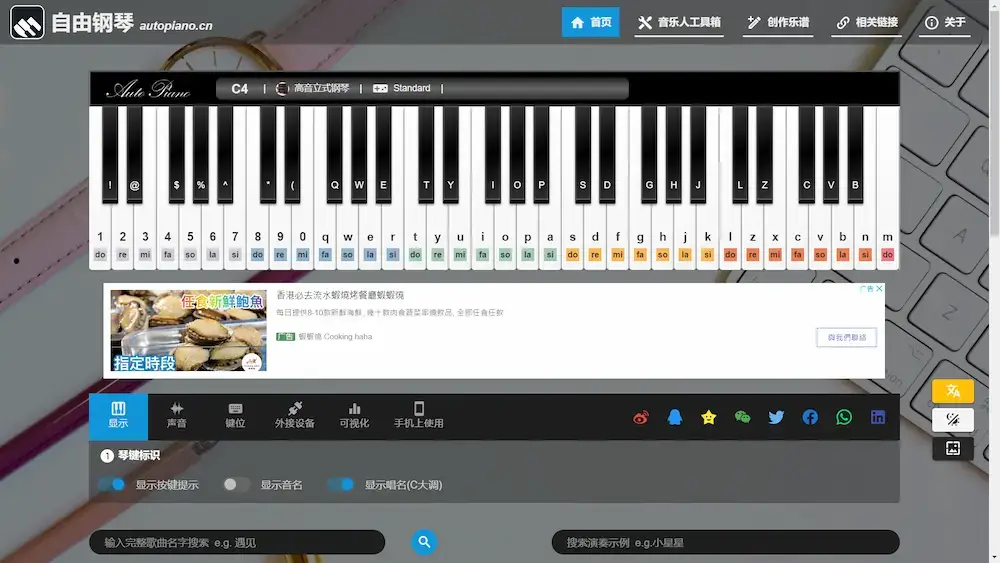 自由钢琴 autopiano.cn
首页 音乐人工具箱 创作乐谱 相关链接 关于
Auto Piano C4 | 高音立式钢琴 | Standard |
! @ $ % ^ * ( Q W E T Y I O P S D G H J L Z C V B
1 2 3 4 5 6 7 8 9 0 q w e r t y u i o p a s d f g h j k l z x c v b n m
do re mi fa so la si do re mi fa so la si do re mi fa so la si do re mi fa so la si do re mi fa so la si do
广告
任食新鮮鮑魚
指定時段
香港必去流水蝦燒烤餐廳蝦蝦燒
每日提供8-10款新鮮海鮮, 幾十款肉食蔬菜串燒飲品, 全部任食任飲
广告 蝦蝦燒 Cooking haha
與我們聯絡
显示 声音 键位 外接设备 可视化 手机上使用
1 琴键标识
显示按键提示 显示音名 显示唱名(C大调)
输入完整歌曲名字搜索 e.g. 遇见
搜索演奏示例 e.g.小星星